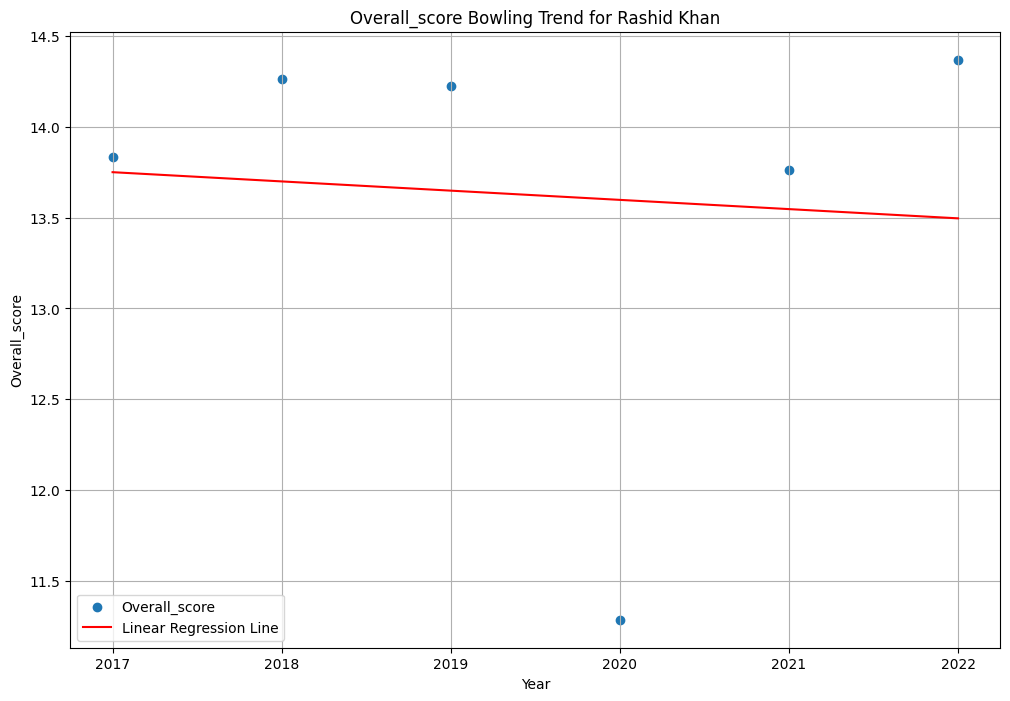 Overall_score Bowling Trend for Rashid Khan
14.5
14.0
13.5
13.0
12.5
12.0
11.5
Overall_score
Overall_score
Linear Regression Line
2017 2018 2019 2020 2021 2022
Year